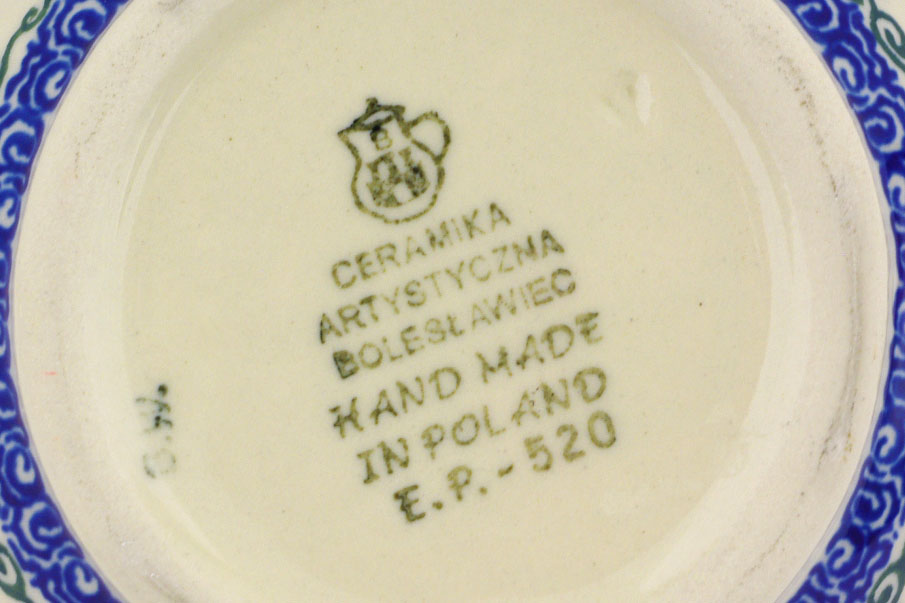 B
CERAMIKA
ARTYSTYCZNA
BOLESŁAWIEC
HAND MADE
IN POLAND
E.P. - 520